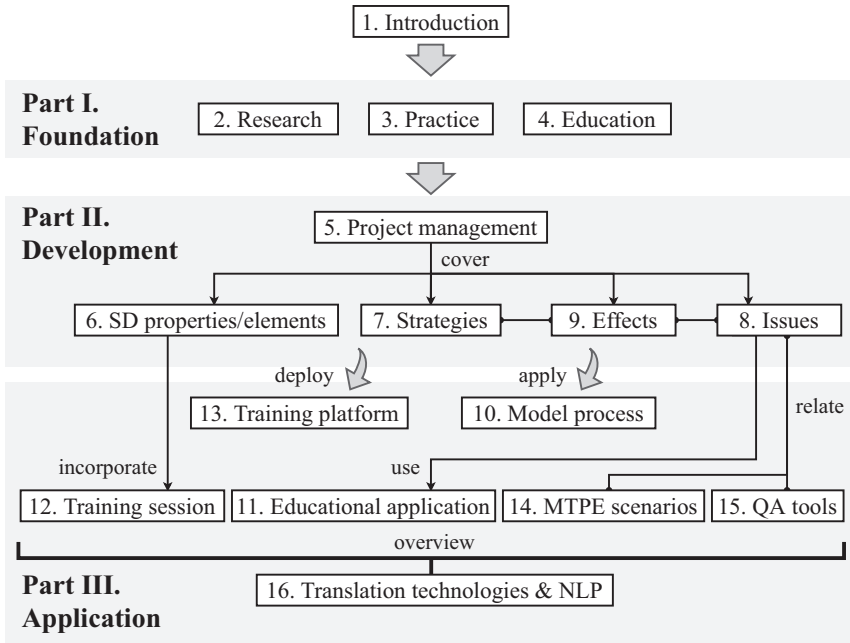 1. Introduction
Part I.
Foundation
2. Research
3. Practice
4. Education
Part II.
Development
5. Project management
cover
6. SD properties/elements
7. Strategies
9. Effects
8. Issues
deploy
apply
13. Training platform
10. Model process
relate
incorporate
use
12. Training session
11. Educational application
14. MTPE scenarios
15. QA tools
overview
Part III.
Application
16. Translation technologies & NLP